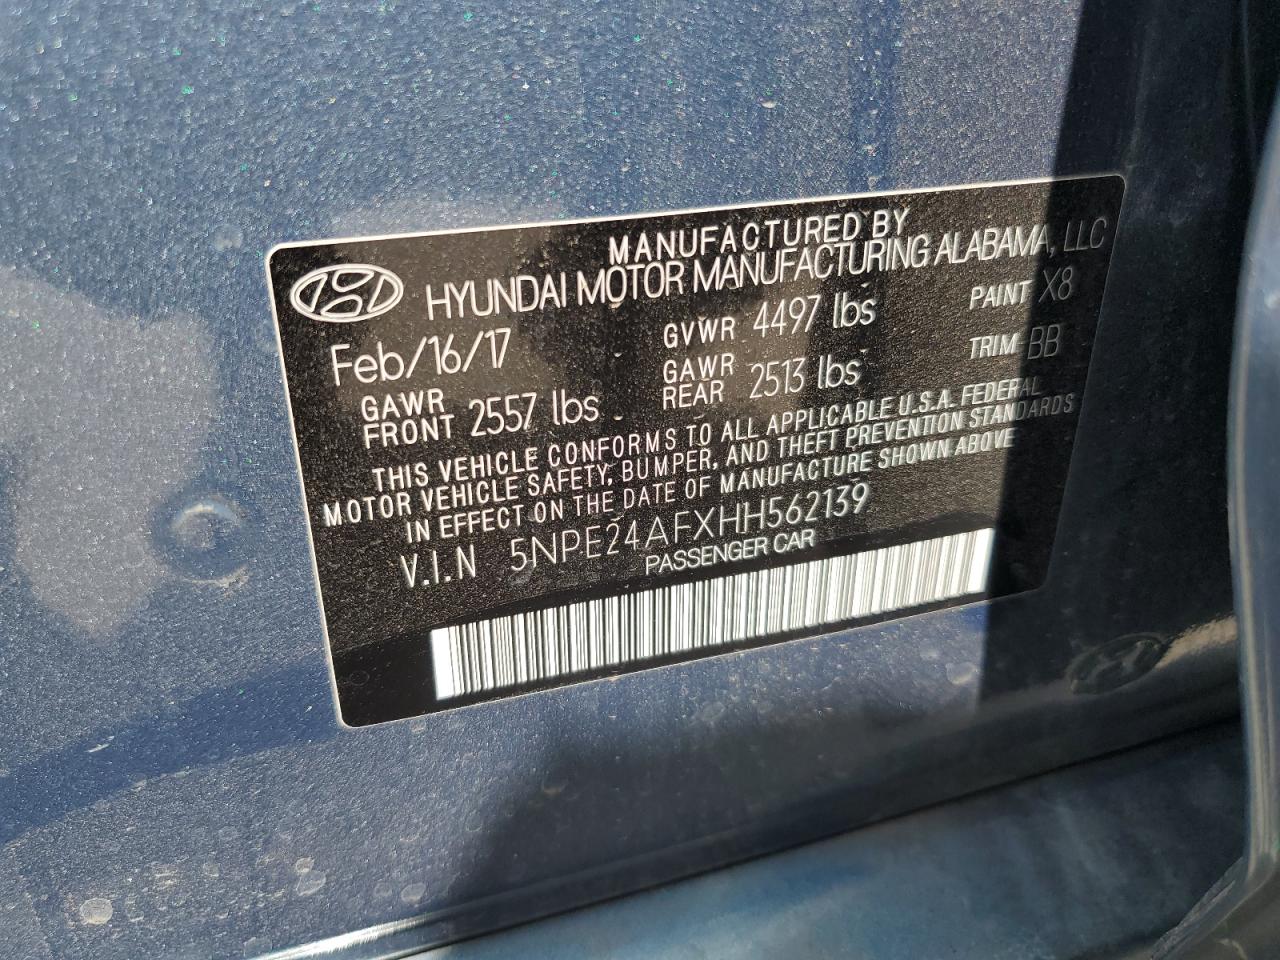 MANUFACTURED BY
HYUNDAI MOTOR MANUFACTURING ALABAMA, LLC
Feb/16/17 GVWR 4497 lbs PAINT X8
GAWR FRONT 2557 lbs GAWR REAR 2513 lbs TRIM BB
THIS VEHICLE CONFORMS TO ALL APPLICABLE U.S.A. FEDERAL
MOTOR VEHICLE SAFETY, BUMPER, AND THEFT PREVENTION STANDARDS
IN EFFECT ON THE DATE OF MANUFACTURE SHOWN ABOVE
V.I.N 5NPE24AFXHH562139
PASSENGER CAR